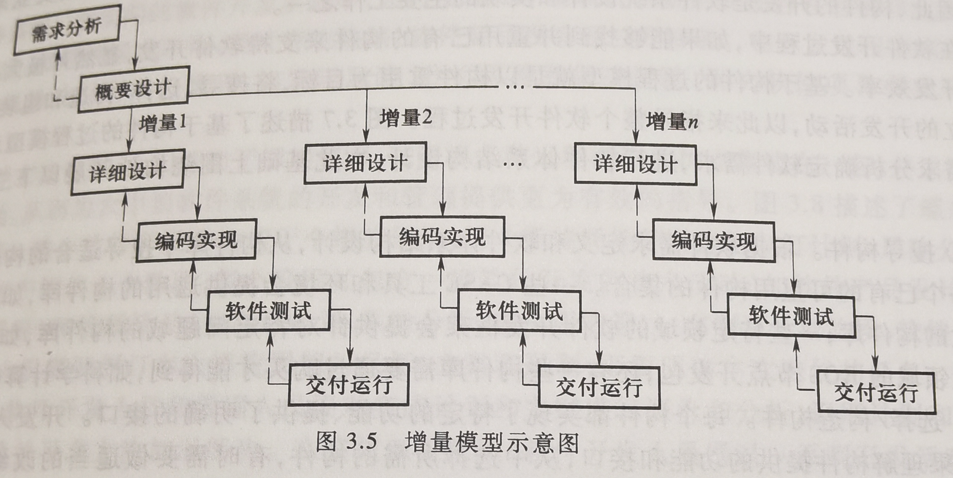 需求分析
概要设计
增量1
增量2
…
增量n
详细设计
详细设计
…
详细设计
编码实现
编码实现
编码实现
软件测试
软件测试
软件测试
交付运行
交付运行
交付运行
图 3.5 增量模型示意图